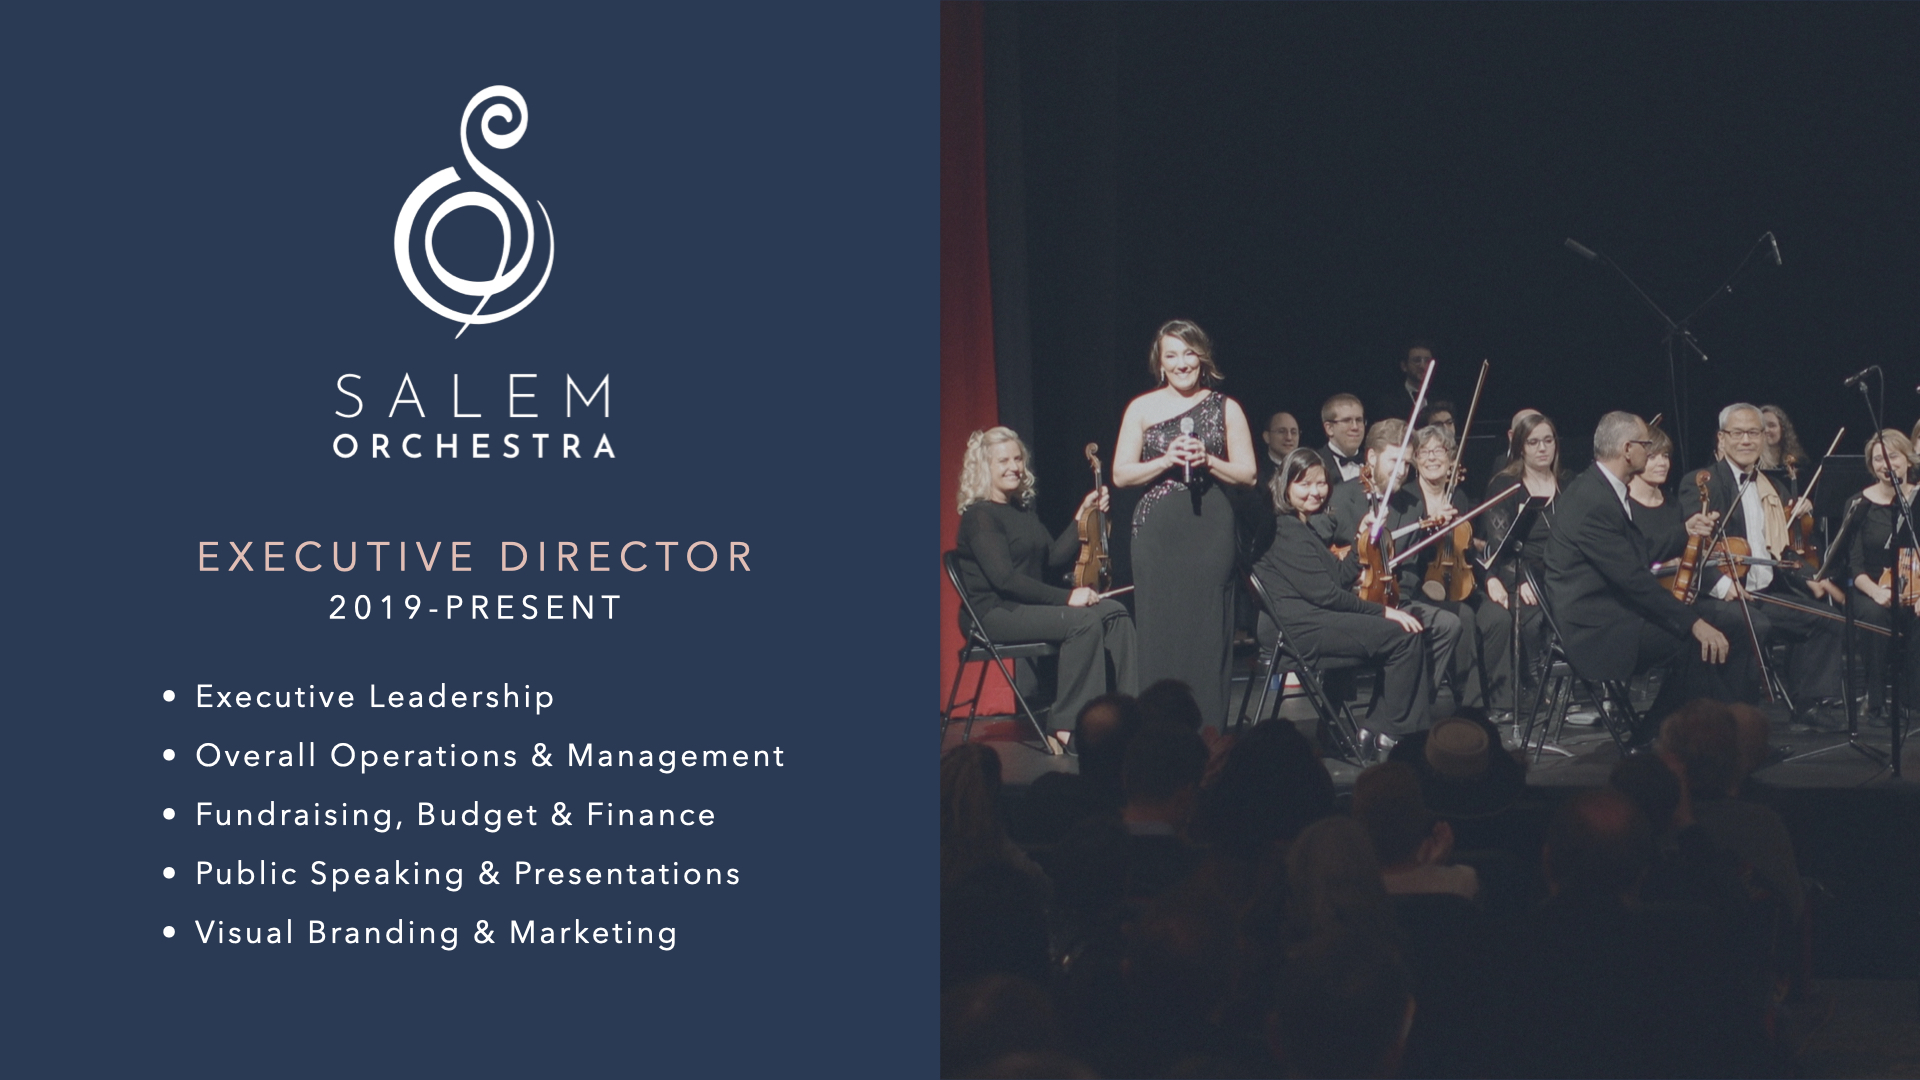 SALEM
ORCHESTRA
EXECUTIVE DIRECTOR
2019-PRESENT
• Executive Leadership
• Overall Operations & Management
• Fundraising, Budget & Finance
• Public Speaking & Presentations
• Visual Branding & Marketing